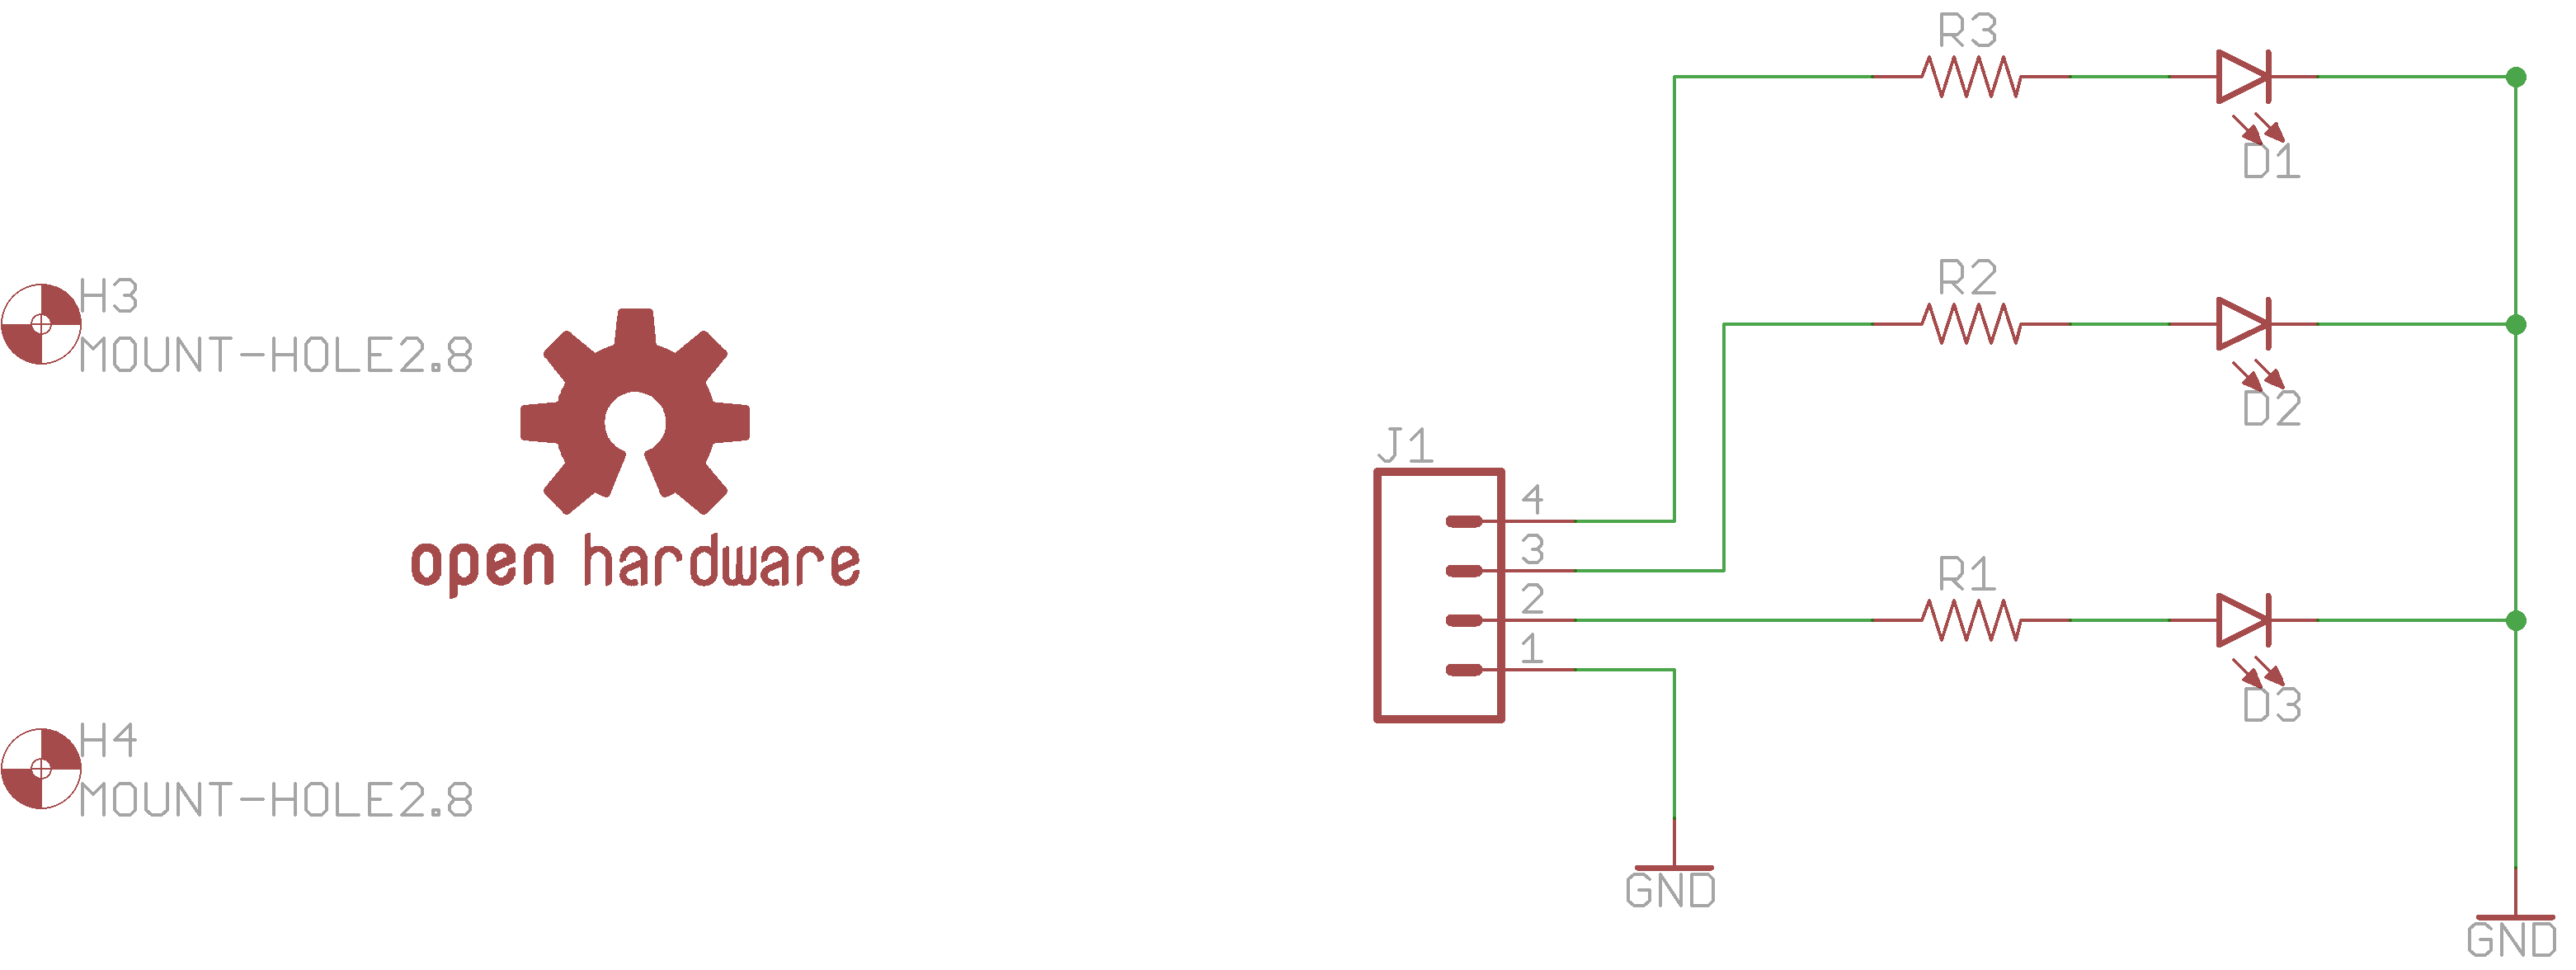 H3
MOUNT-HOLE2.8
open hardware
H4
MOUNT-HOLE2.8
J1
4
3
2
1
GND
R3
D1
R2
D2
R1
D3
GND